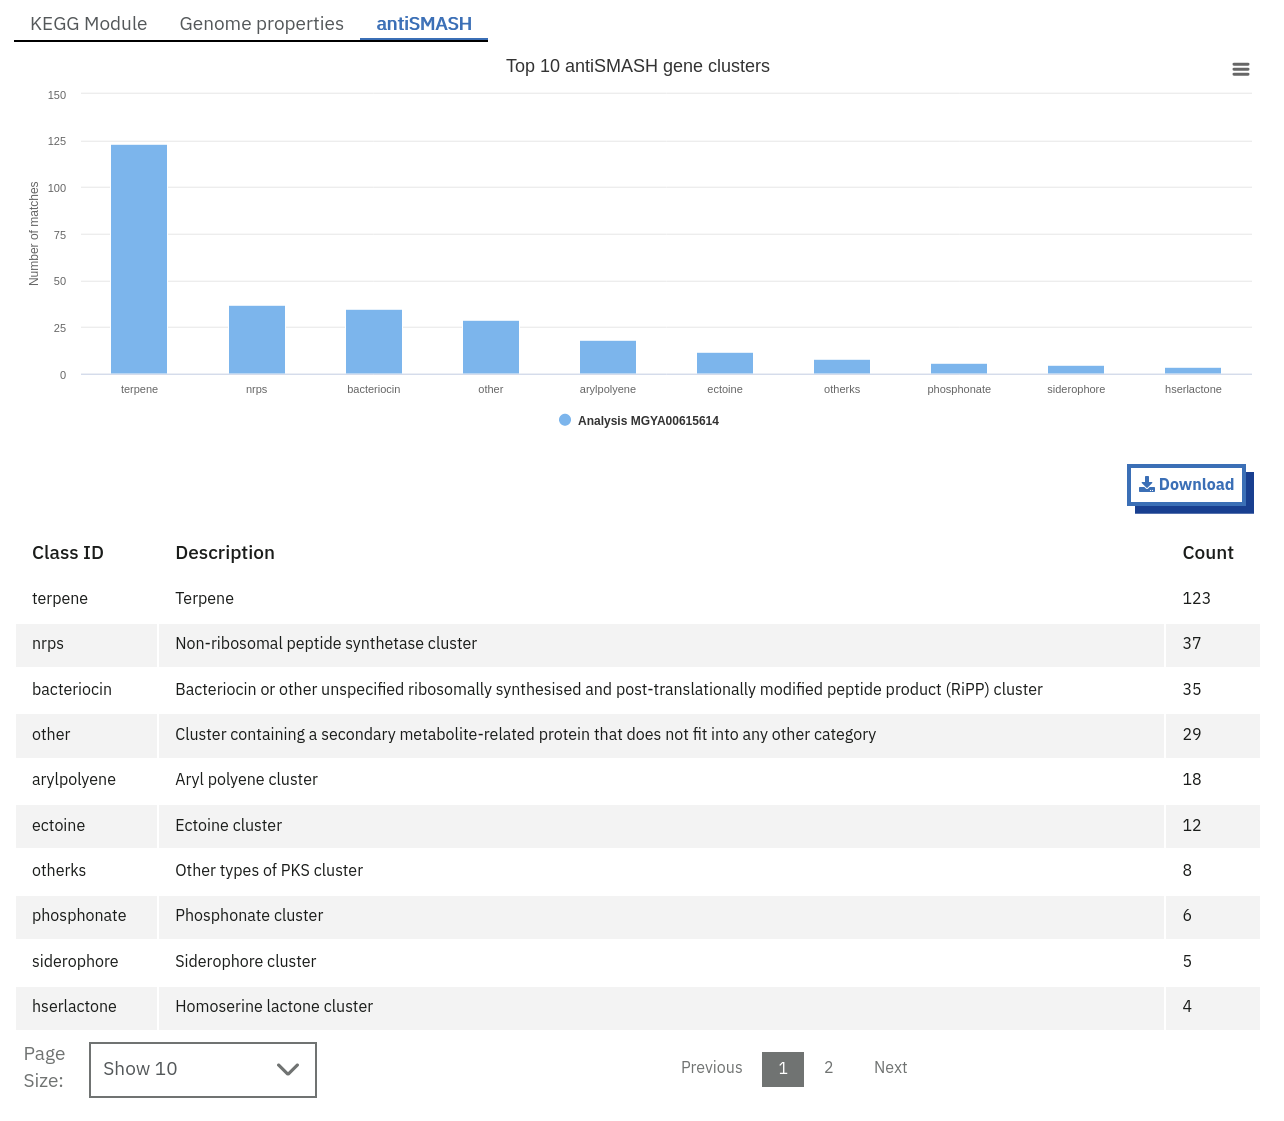 KEGG Module Genome properties antiSMASH
Top 10 antiSMASH gene clusters
Number of matches
150
125
100
75
50
25
0
terpene nrps bacteriocin other arylpolyene ectoine otherks phosphonate siderophore hserlactone
Analysis MGYA00615614
Download
Class ID Description Count
terpene Terpene 123
nrps Non-ribosomal peptide synthetase cluster 37
bacteriocin Bacteriocin or other unspecified ribosomally synthesised and post-translationally modified peptide product (RiPP) cluster 35
other Cluster containing a secondary metabolite-related protein that does not fit into any other category 29
arylpolyene Aryl polyene cluster 18
ectoine Ectoine cluster 12
otherks Other types of PKS cluster 8
phosphonate Phosphonate cluster 6
siderophore Siderophore cluster 5
hserlactone Homoserine lactone cluster 4
Page
Size:
Show 10
Previous 1 2 Next